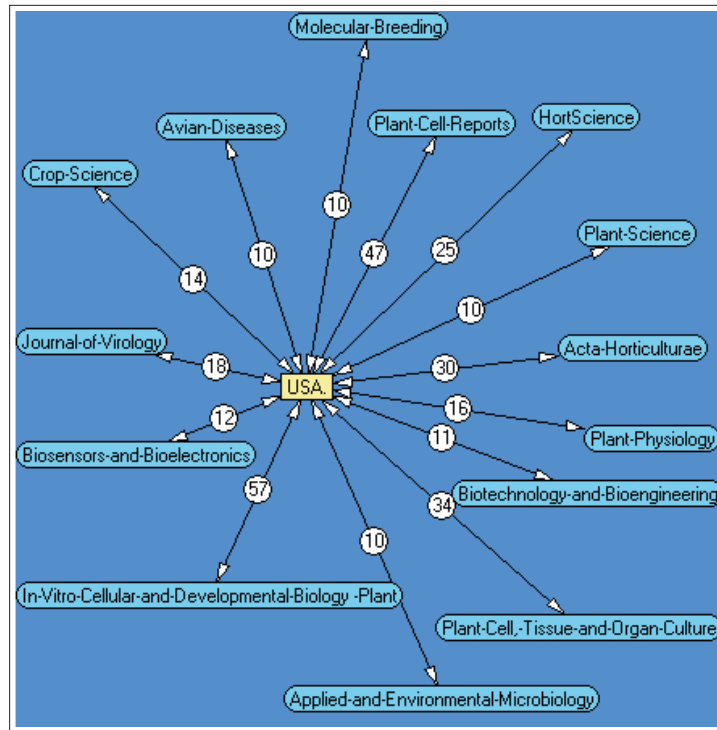 Molecular-Breeding
Avian-Diseases
Plant-Cell-Reports
HortScience
Crop-Science
Plant-Science
10
47
25
10
14
10
Journal-of-Virology
Acta-Horticulturae
18
30
USA.
16
12
11
Plant-Physiology
Biosensors-and-Bioelectronics
57
Biotechnology-and-Bioengineering
34
10
In-Vitro-Cellular-and-Developmental-Biology -Plant
Plant-Cell,-Tissue-and-Organ-Culture
Applied-and-Environmental-Microbiology